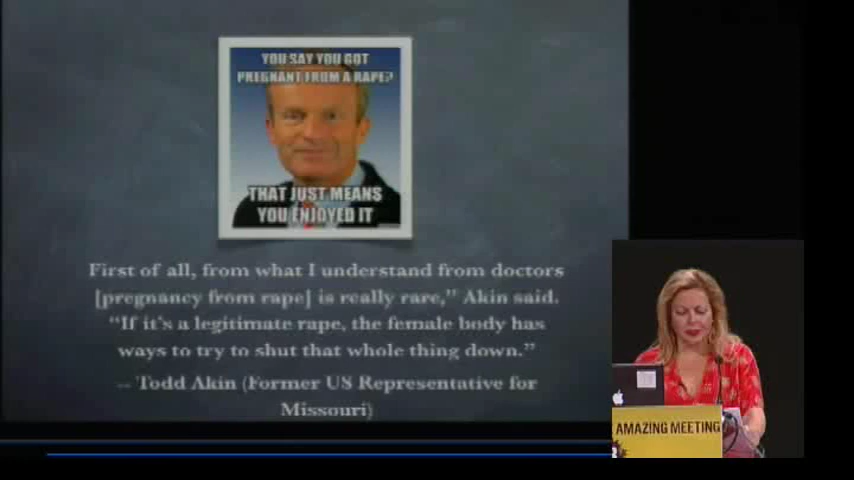 YOU SAY YOU GOT
PREGNANT FROM A RAPE?
THAT JUST MEANS
YOU ENJOYED IT
First of all, from what I understand from doctors
[pregnancy from rape] is really rare,” Akin said.
“If it’s a legitimate rape, the female body has
ways to try to shut that whole thing down.”
-- Todd Akin (Former US Representative for
Missouri)
AMAZING MEETING